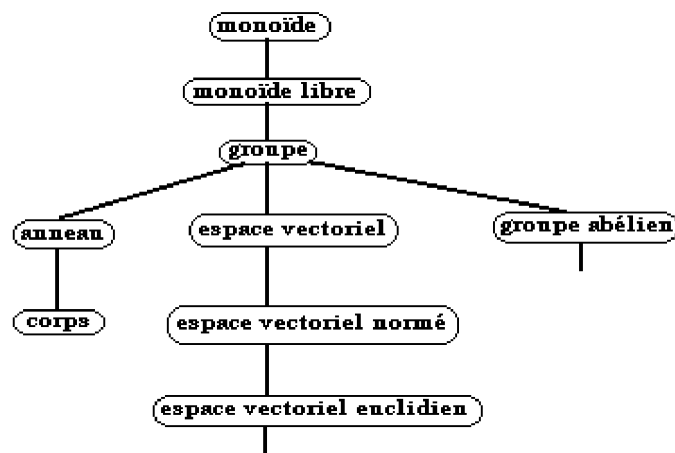 monoïde
monoïde libre
groupe
anneau
espace vectoriel
groupe abélien
corps
espace vectoriel normé
espace vectoriel euclidien